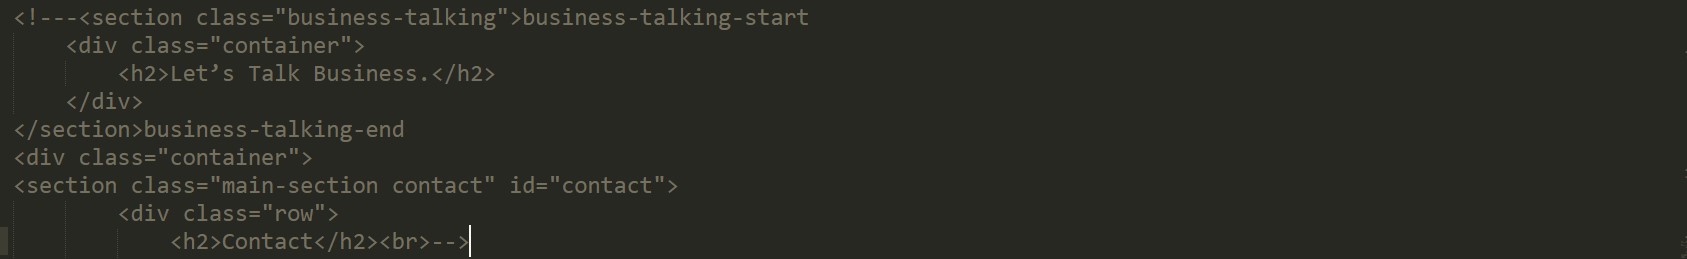 <!---<section class="business-talking">business-talking-start
<div class="container">
<h2>Let’s Talk Business.</h2>
</div>
</section>business-talking-end
<div class="container">
<section class="main-section contact" id="contact">
<div class="row">
<h2>Contact</h2><br>-->